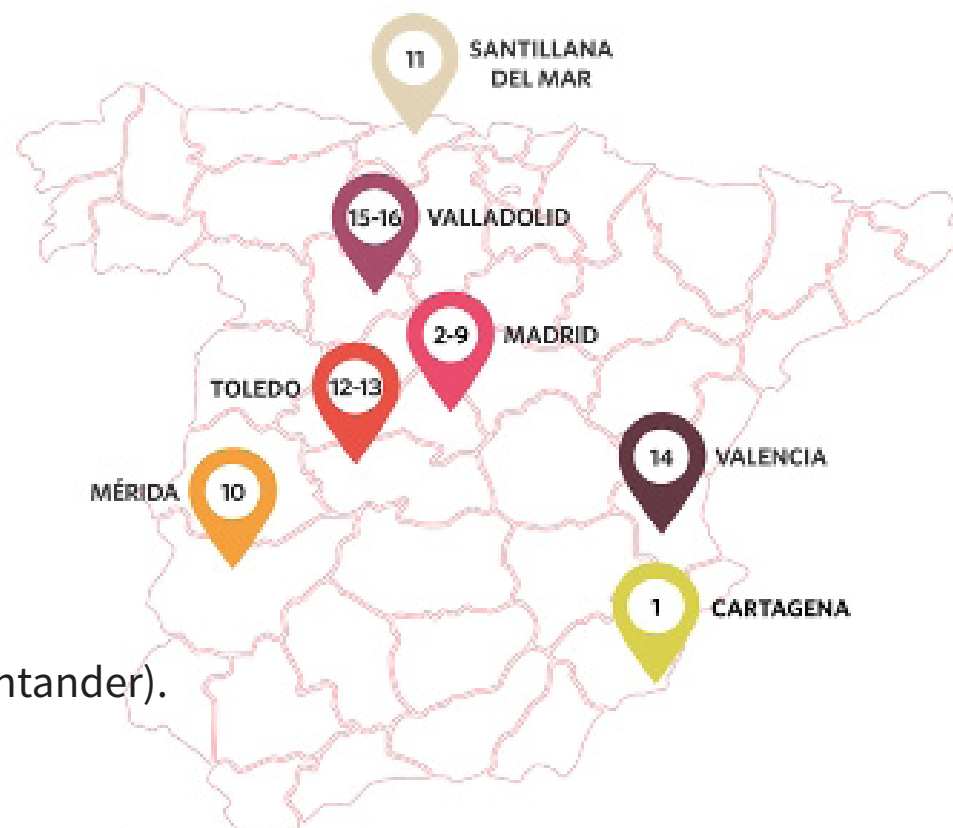 11 SANTILLANA
DEL MAR
15-16 VALLADOLID
2-9 MADRID
TOLEDO 12-13
14 VALENCIA
MÉRIDA 10
1 CARTAGENA
ntander).